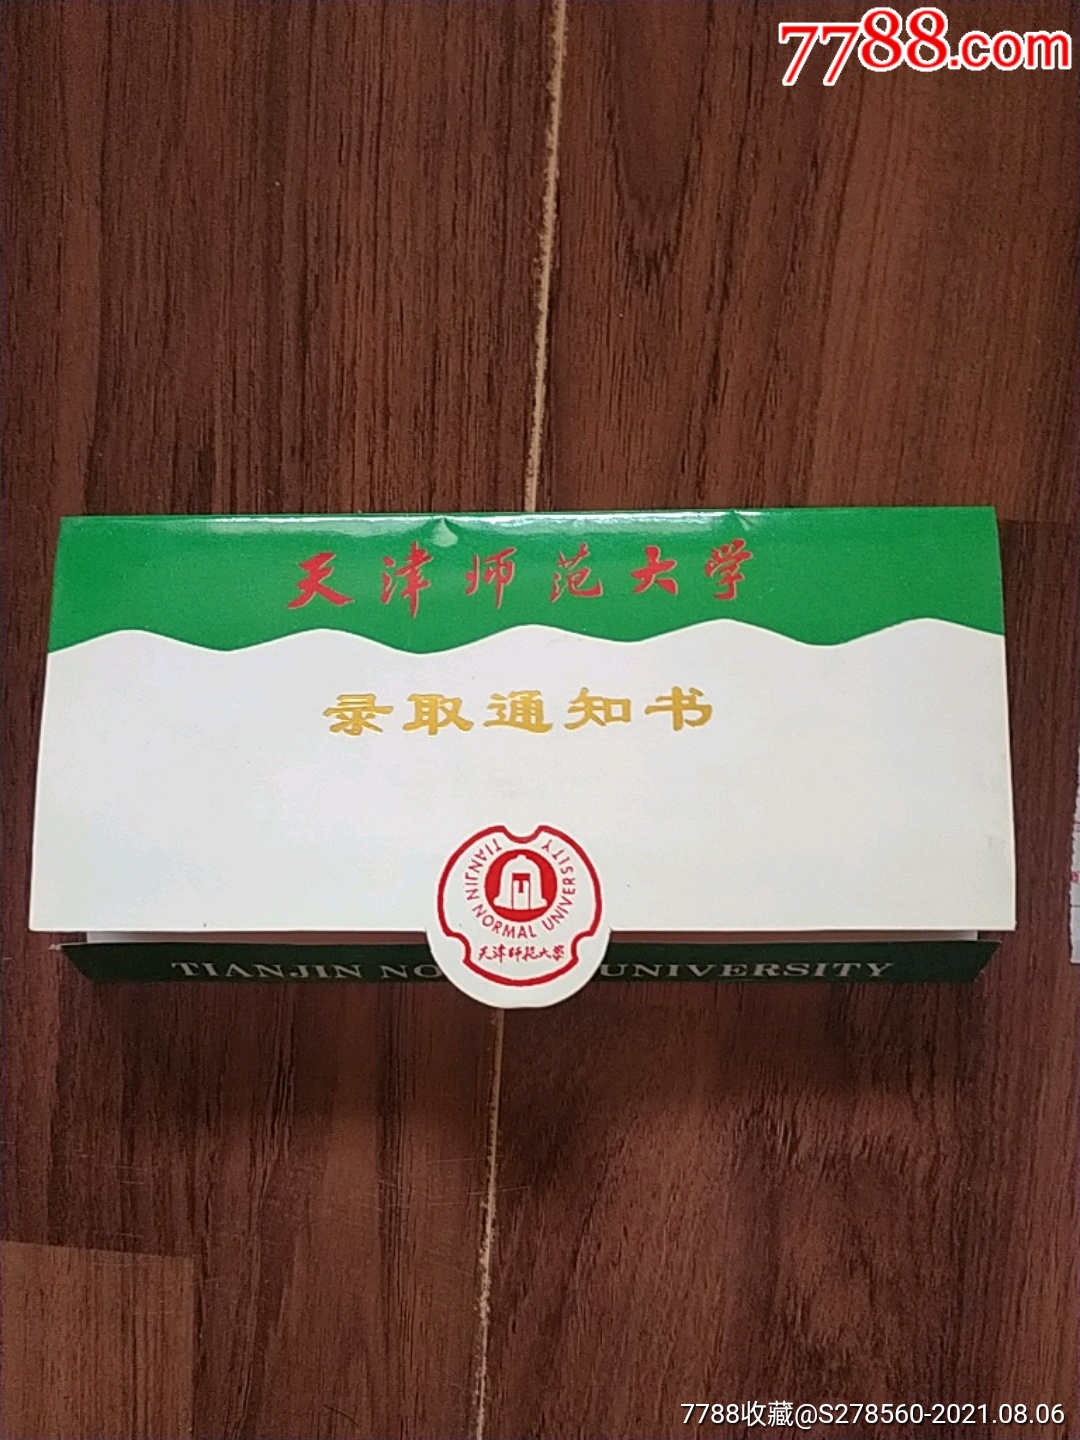 7788.com
天津师范大学
录取通知书
TIANJIN NORMAL UNIVERSITY
天津师范大学
TIANJIN NO UNIVERSITY
7788收藏@S278560-2021.08.06